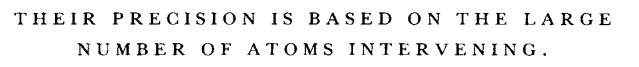 THEIR PRECISION IS BASED ON THE LARGE
NUMBER OF ATOMS INTERVENING.